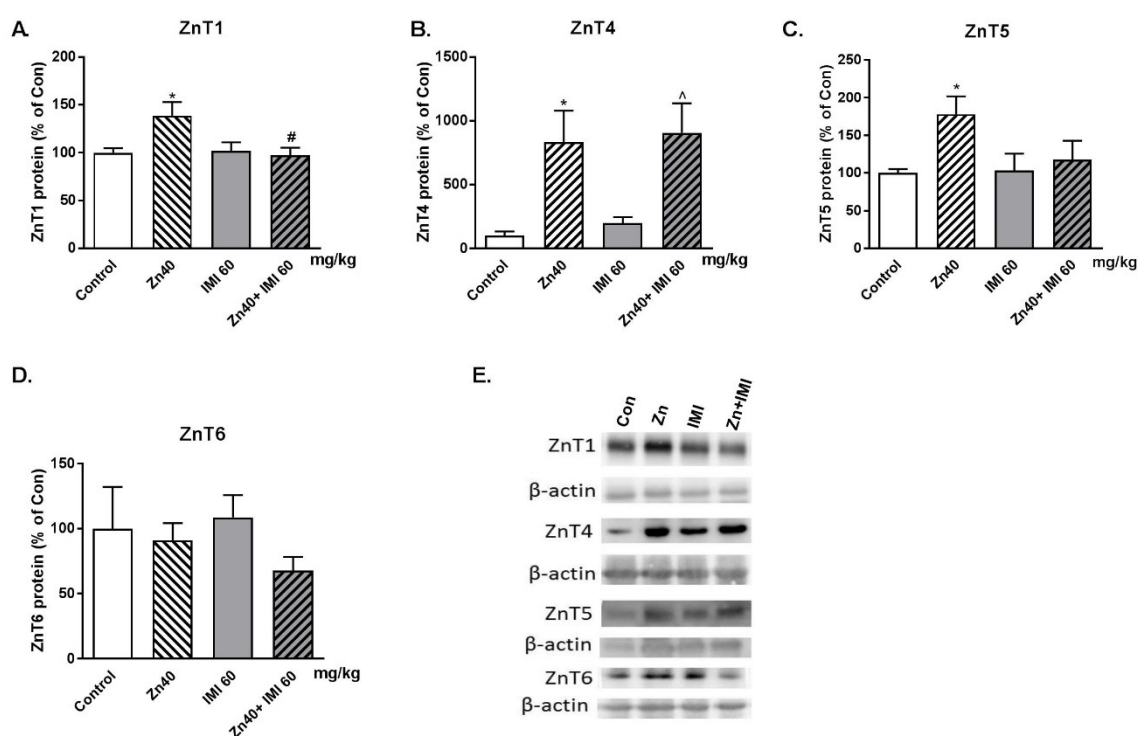 A.
ZnT1
ZnT1 protein (% of Con)
200
150
100
50
0
*
#
Control
Zn40
IMI 60
Zn40+ IMI 60
mg/kg
B.
ZnT4
ZnT4 protein (% of Con)
1500
1000
500
0
*
^
Control
Zn40
IMI 60
Zn40+ IMI 60
mg/kg
C.
ZnT5
ZnT5 protein (% of Con)
250
200
150
100
50
0
*
Control
Zn40
IMI 60
Zn40+ IMI 60
mg/kg
D.
ZnT6
ZnT6 protein (% of Con)
150
100
50
0
Control
Zn40
IMI 60
Zn40+ IMI 60
mg/kg
E.
Con
Zn
IMI
Zn+IMI
ZnT1
β-actin
ZnT4
β-actin
ZnT5
β-actin
ZnT6
β-actin